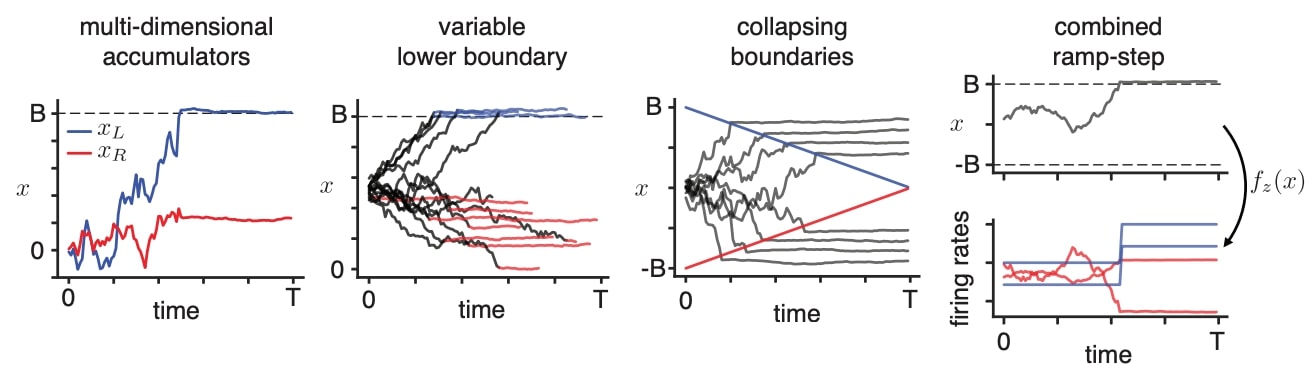 multi-dimensional
accumulators
B
x_L
x_R
x
0
0
T
time
variable
lower boundary
B
x
0
0
T
time
collapsing
boundaries
B
x
-B
0
T
time
combined
ramp-step
B
x
-B
f_z(x)
firing rates
0
T
time